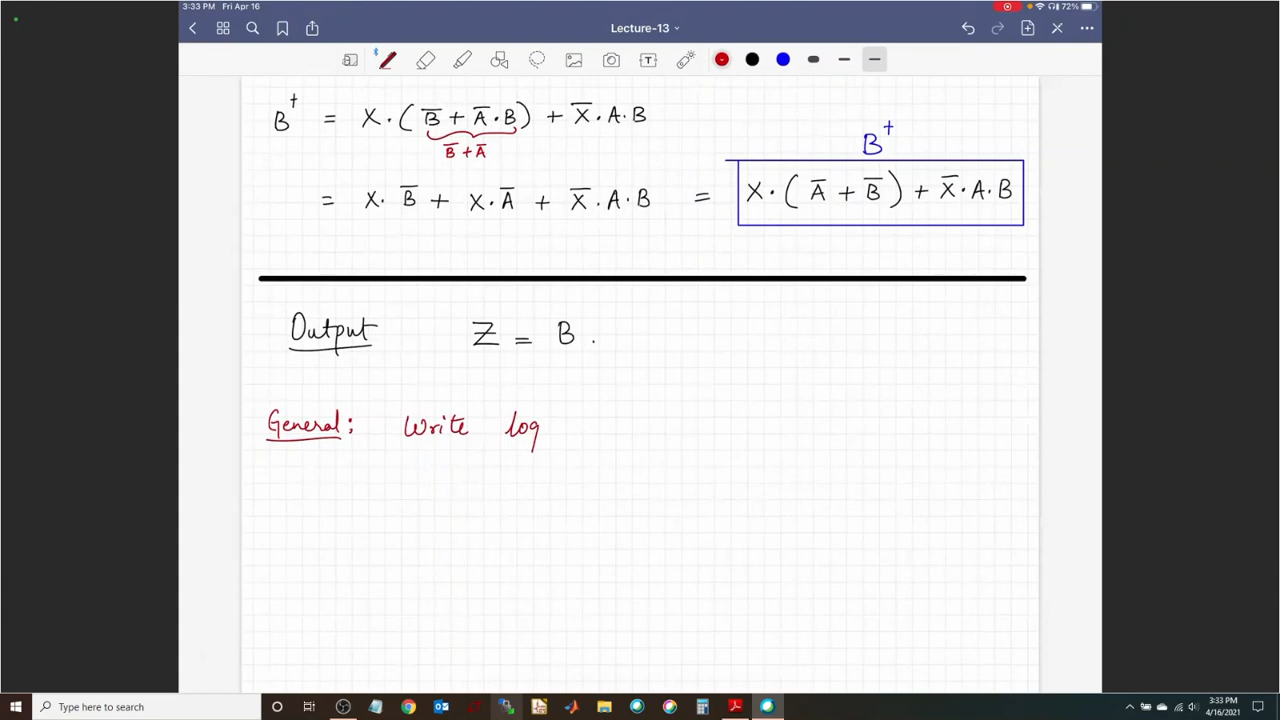 3:33 PM Fri Apr 16
72%
Lecture-13
B⁺ = X·(B̅ + A̅·B) + X̅·A·B
B̅ + A̅
B⁺
= X·B̅ + X·A̅ + X̅·A·B = X·(A̅ + B̅) + X̅·A·B
Output Z = B.
General: Write log
Type here to search
3:33 PM
4/16/2021